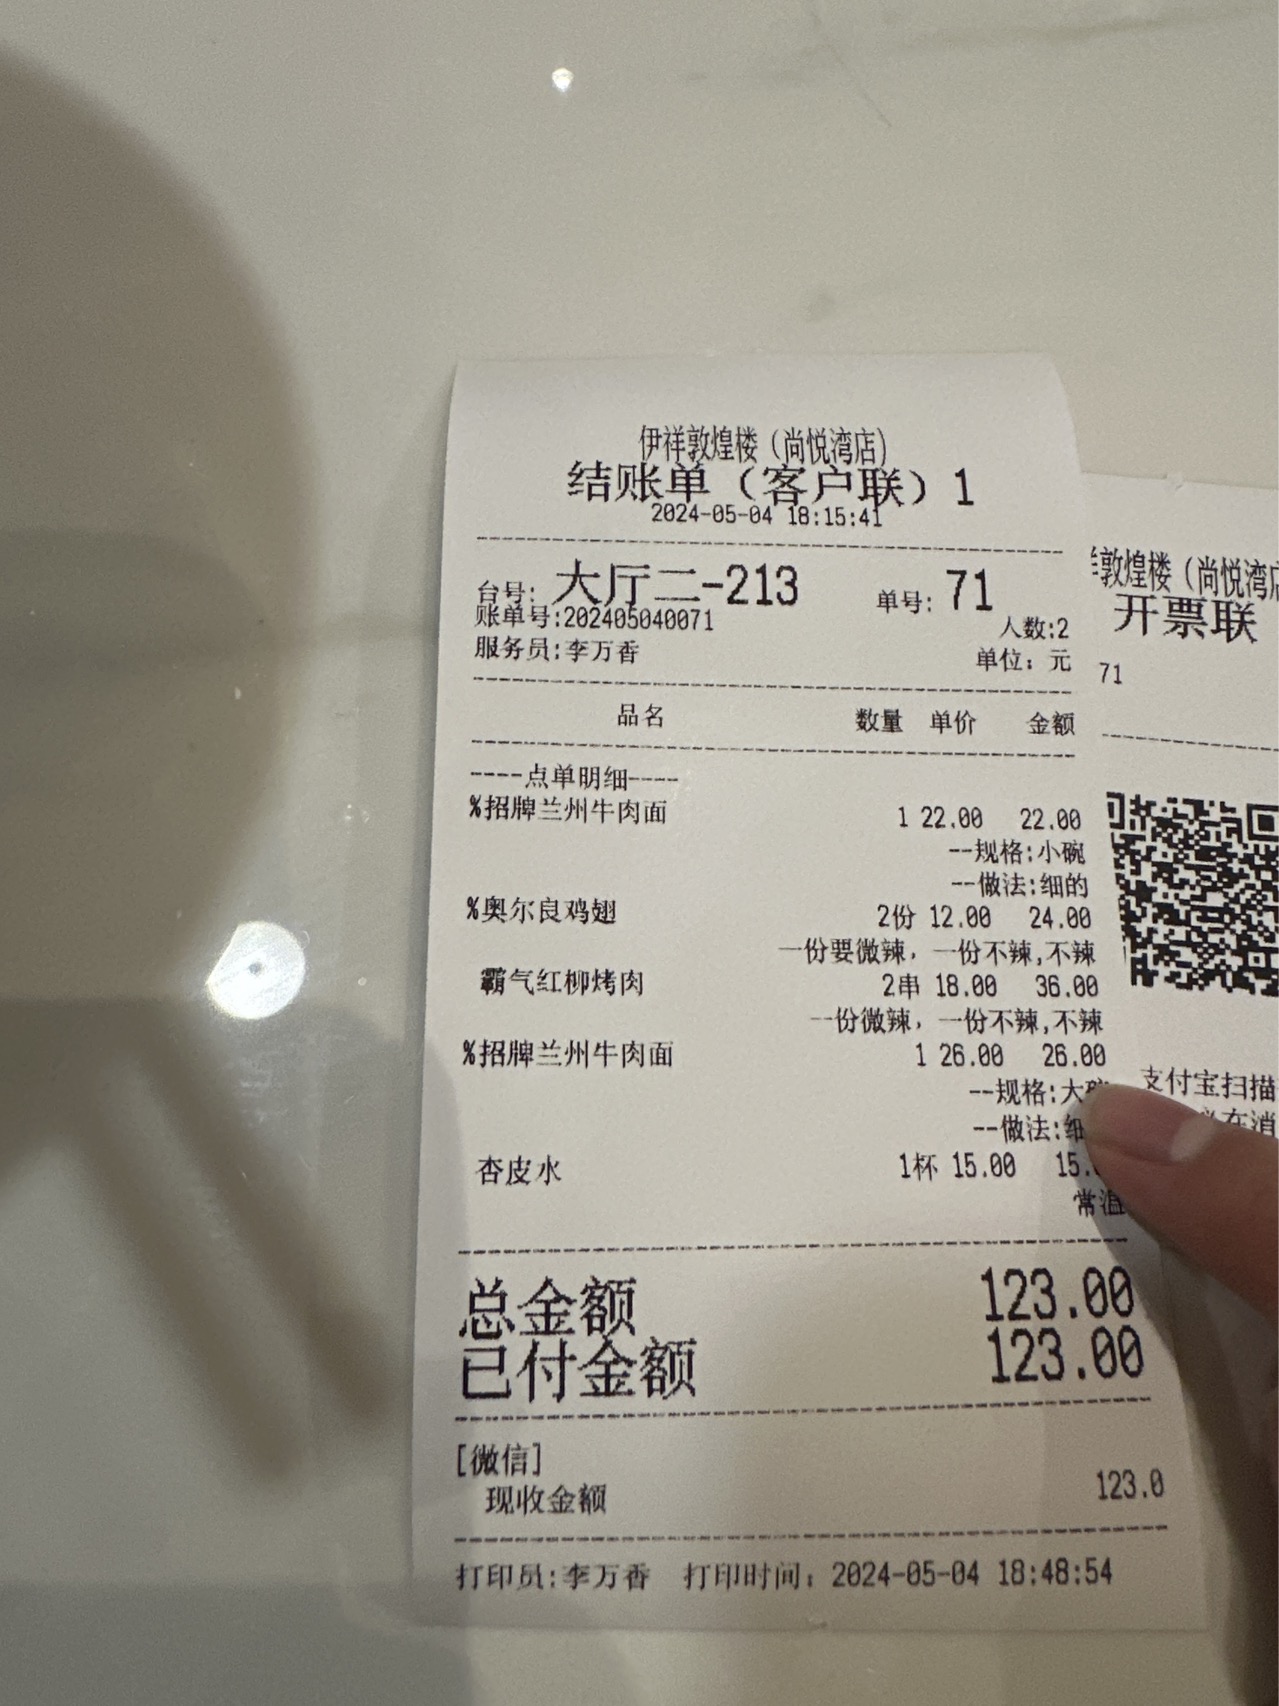 伊祥敦煌楼（尚悦湾店）
结账单（客户联）1
2024-05-04 18:15:41
台号: 大厅二-213 单号: 71
账单号:202405040071
人数:2
服务员:李万香 单位：元
品名 数量 单价 金额
----点单明细----
%招牌兰州牛肉面 1 22.00 22.00
--规格:小碗
--做法:细的
%奥尔良鸡翅 2份 12.00 24.00
一份要微辣，一份不辣,不辣
霸气红柳烤肉 2串 18.00 36.00
一份微辣，一份不辣,不辣
%招牌兰州牛肉面 1 26.00 26.00
--规格:大碗
--做法:细
杏皮水 1杯 15.00 15.
常温
总金额 123.00
已付金额 123.00
[微信]
现收金额 123.0
打印员:李万香 打印时间：2024-05-04 18:48:54
敦煌楼（尚悦湾店
开票联
71
支付宝扫描
在消